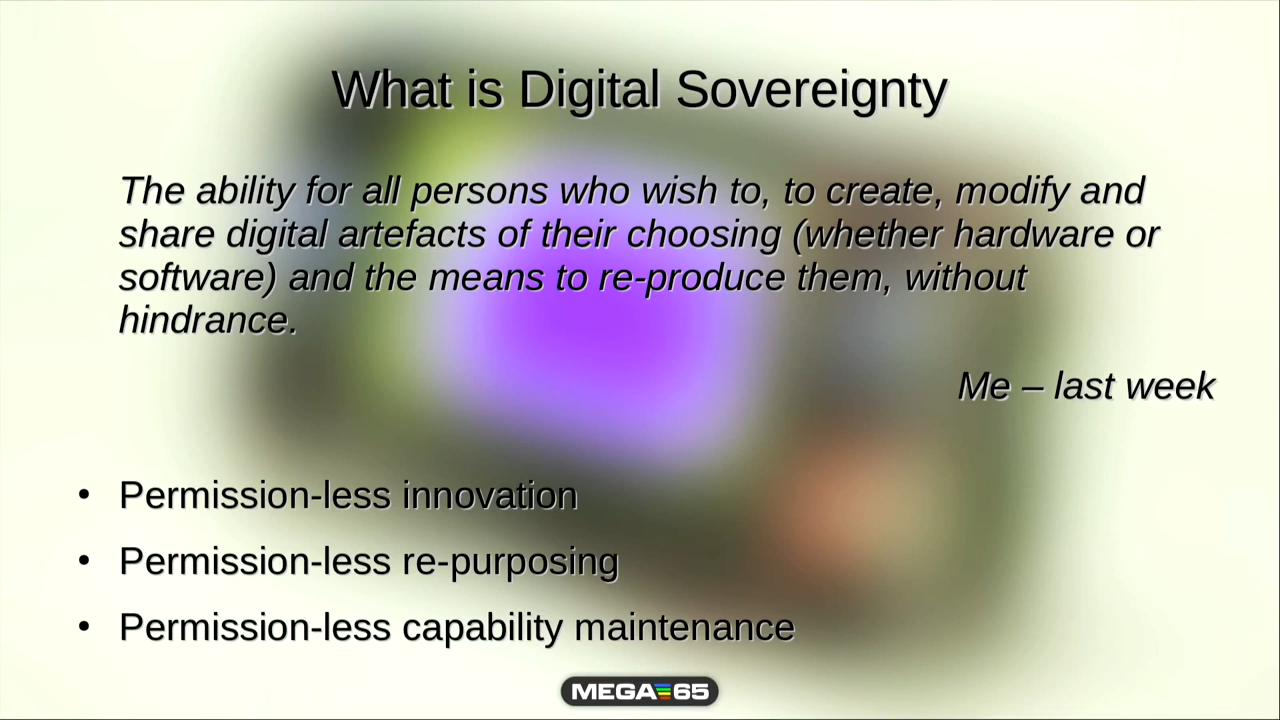 What is Digital Sovereignty
The ability for all persons who wish to, to create, modify and
share digital artefacts of their choosing (whether hardware or
software) and the means to re-produce them, without
hindrance.
Me – last week
• Permission-less innovation
• Permission-less re-purposing
• Permission-less capability maintenance
MEGA 65